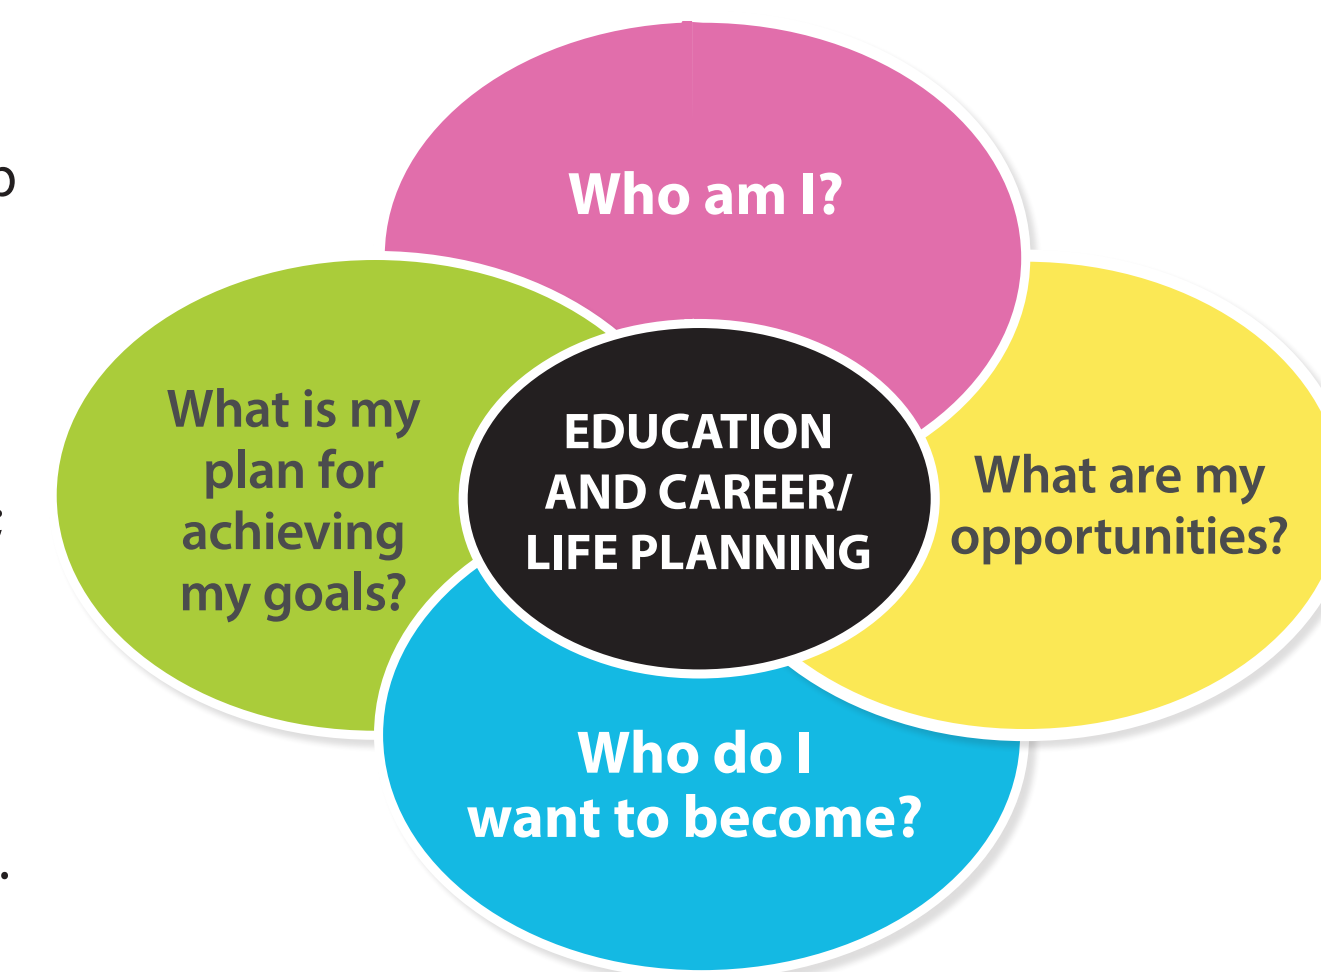 Who am I?
What is my
plan for
achieving
my goals?
EDUCATION
AND CAREER/
LIFE PLANNING
What are my
opportunities?
Who do I
want to become?